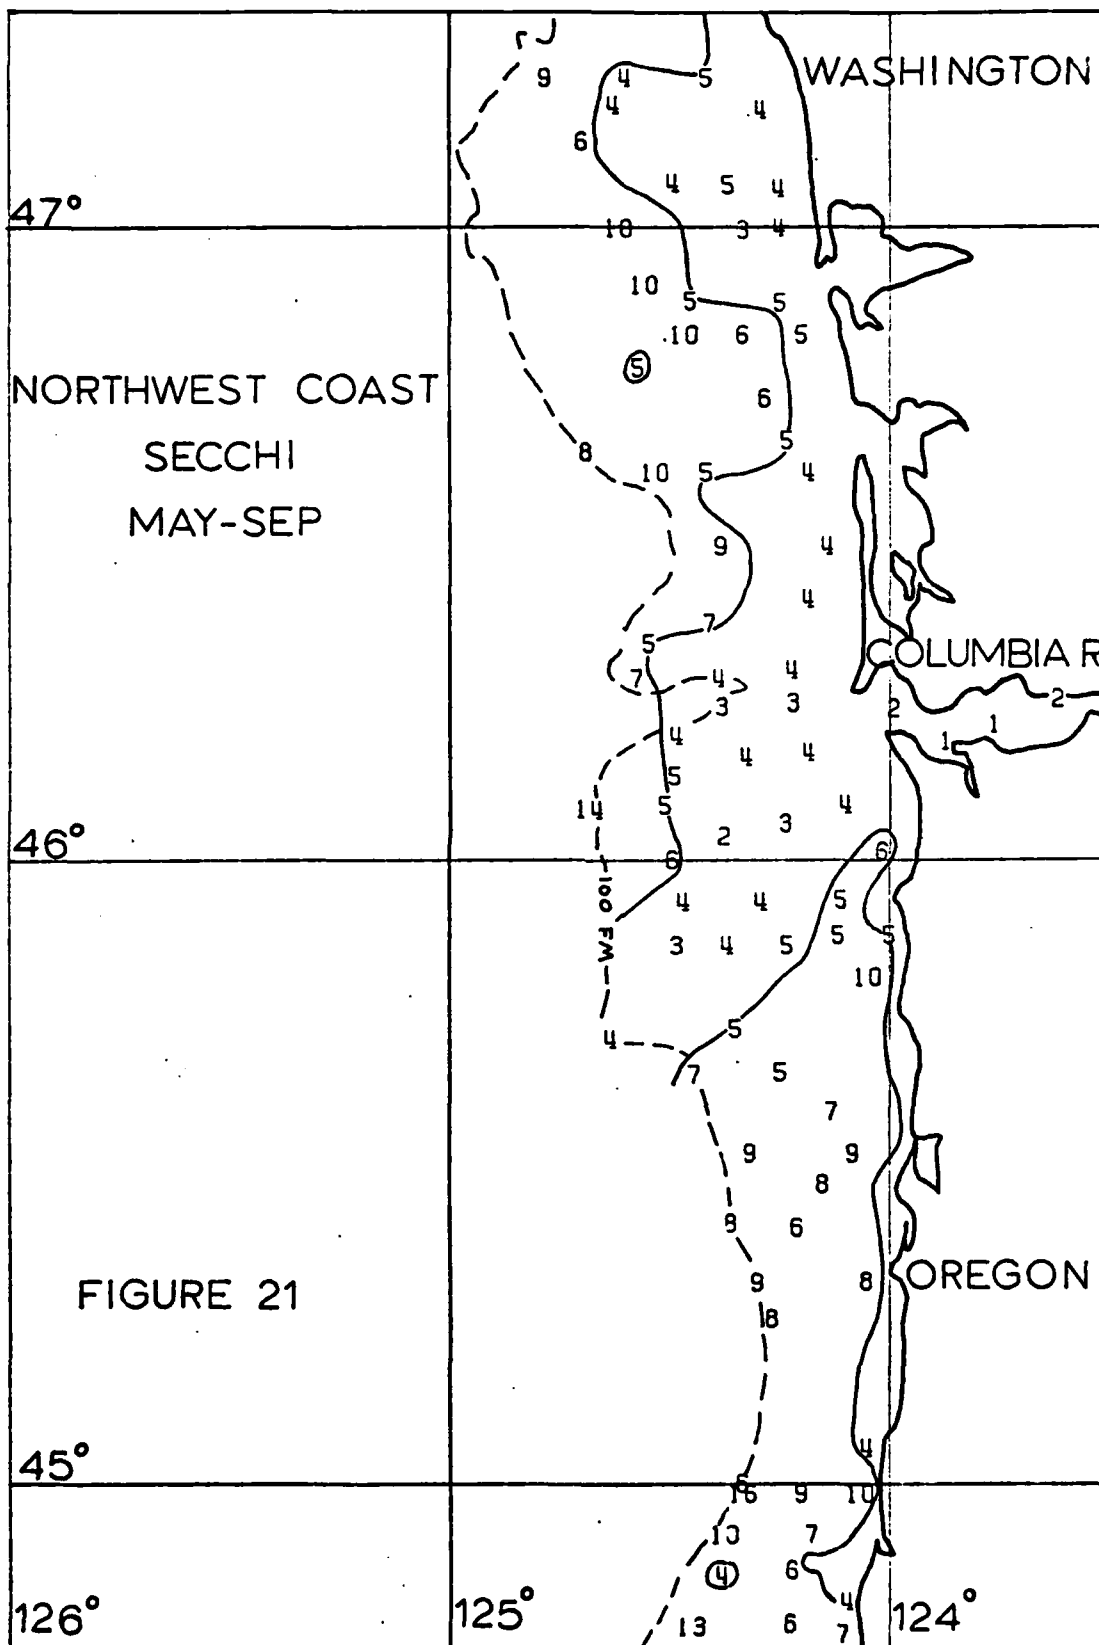 9 4 5 WASHINGTON
4 4
6
4 5 4
47°
10 3 4
10 5 5
10 6 5
5
NORTHWEST COAST
6
SECCHI
8 5
10 5 4
MAY-SEP
9 4
4
7
5
COLUMBIA R
7 4 4
3 3 2 2
4 1 1
4 4
5
14 5 4
3
2
46°
6 6
100 FM
4 4 5
3 4 5 5 5
10
5
4
7 5
7
9 9
8
8 6
9 8 OREGON
FIGURE 21
8
4
45°
16 9 10
13 7
4 6
4
126° 125° 124°
13 6 7